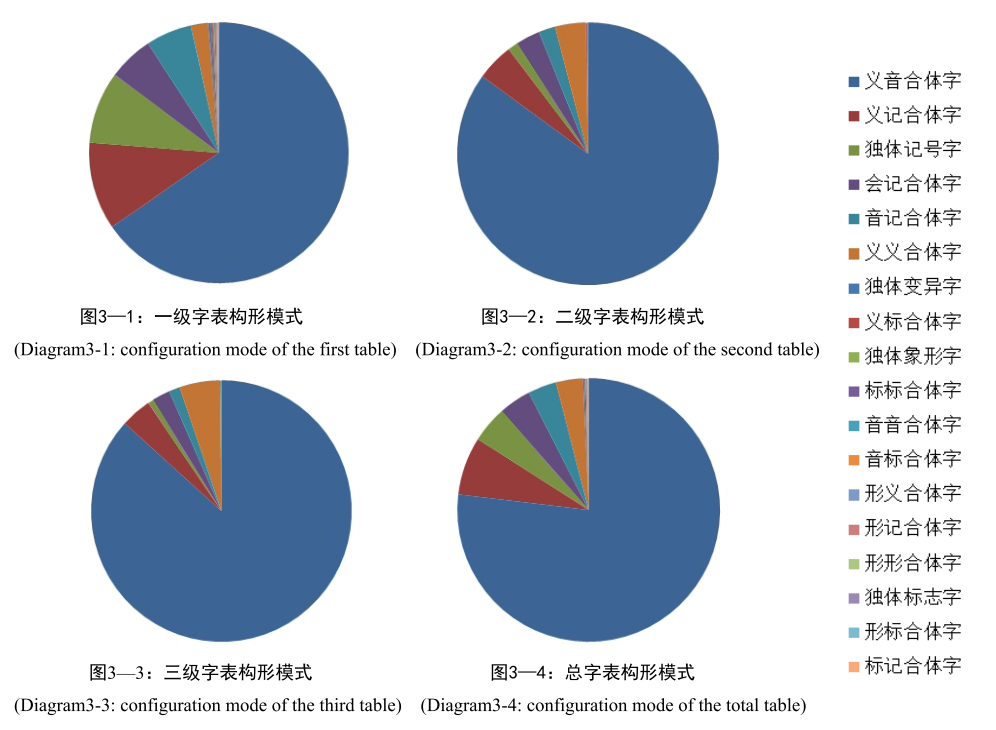 图3—1：一级字表构形模式
(Diagram3-1: configuration mode of the first table)
图3—2：二级字表构形模式
(Diagram3-2: configuration mode of the second table)
图3—3：三级字表构形模式
(Diagram3-3: configuration mode of the third table)
图3—4：总字表构形模式
(Diagram3-4: configuration mode of the total table)
义音合体字
义记合体字
独体记号字
会记合体字
音记合体字
义义合体字
独体变异字
义标合体字
独体象形字
标标合体字
音音合体字
音标合体字
形义合体字
形记合体字
形形合体字
独体标志字
形标合体字
标记合体字